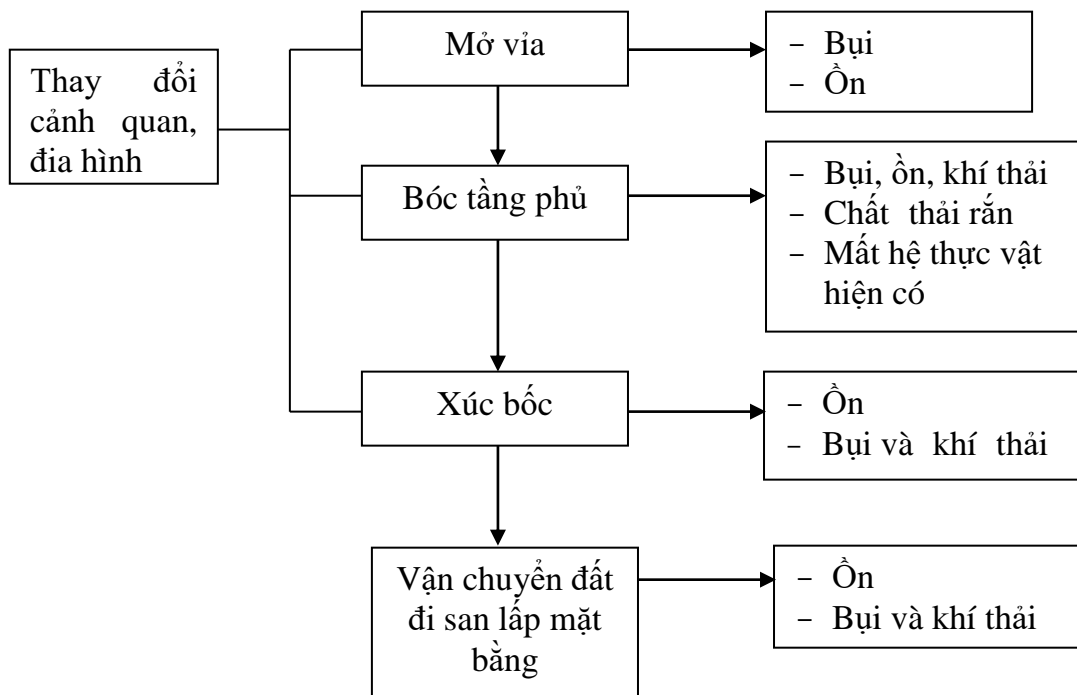 Mở vỉa
- Bụi
- Ồn
Thay đổi
cảnh quan,
đia hình
Bóc tầng phủ
- Bụi, ồn, khí thải
- Chất thải rắn
- Mất hệ thực vật
hiện có
Xúc bốc
- Ồn
- Bụi và khí thải
Vận chuyển đất
đi san lấp mặt
bằng
- Ồn
- Bụi và khí thải